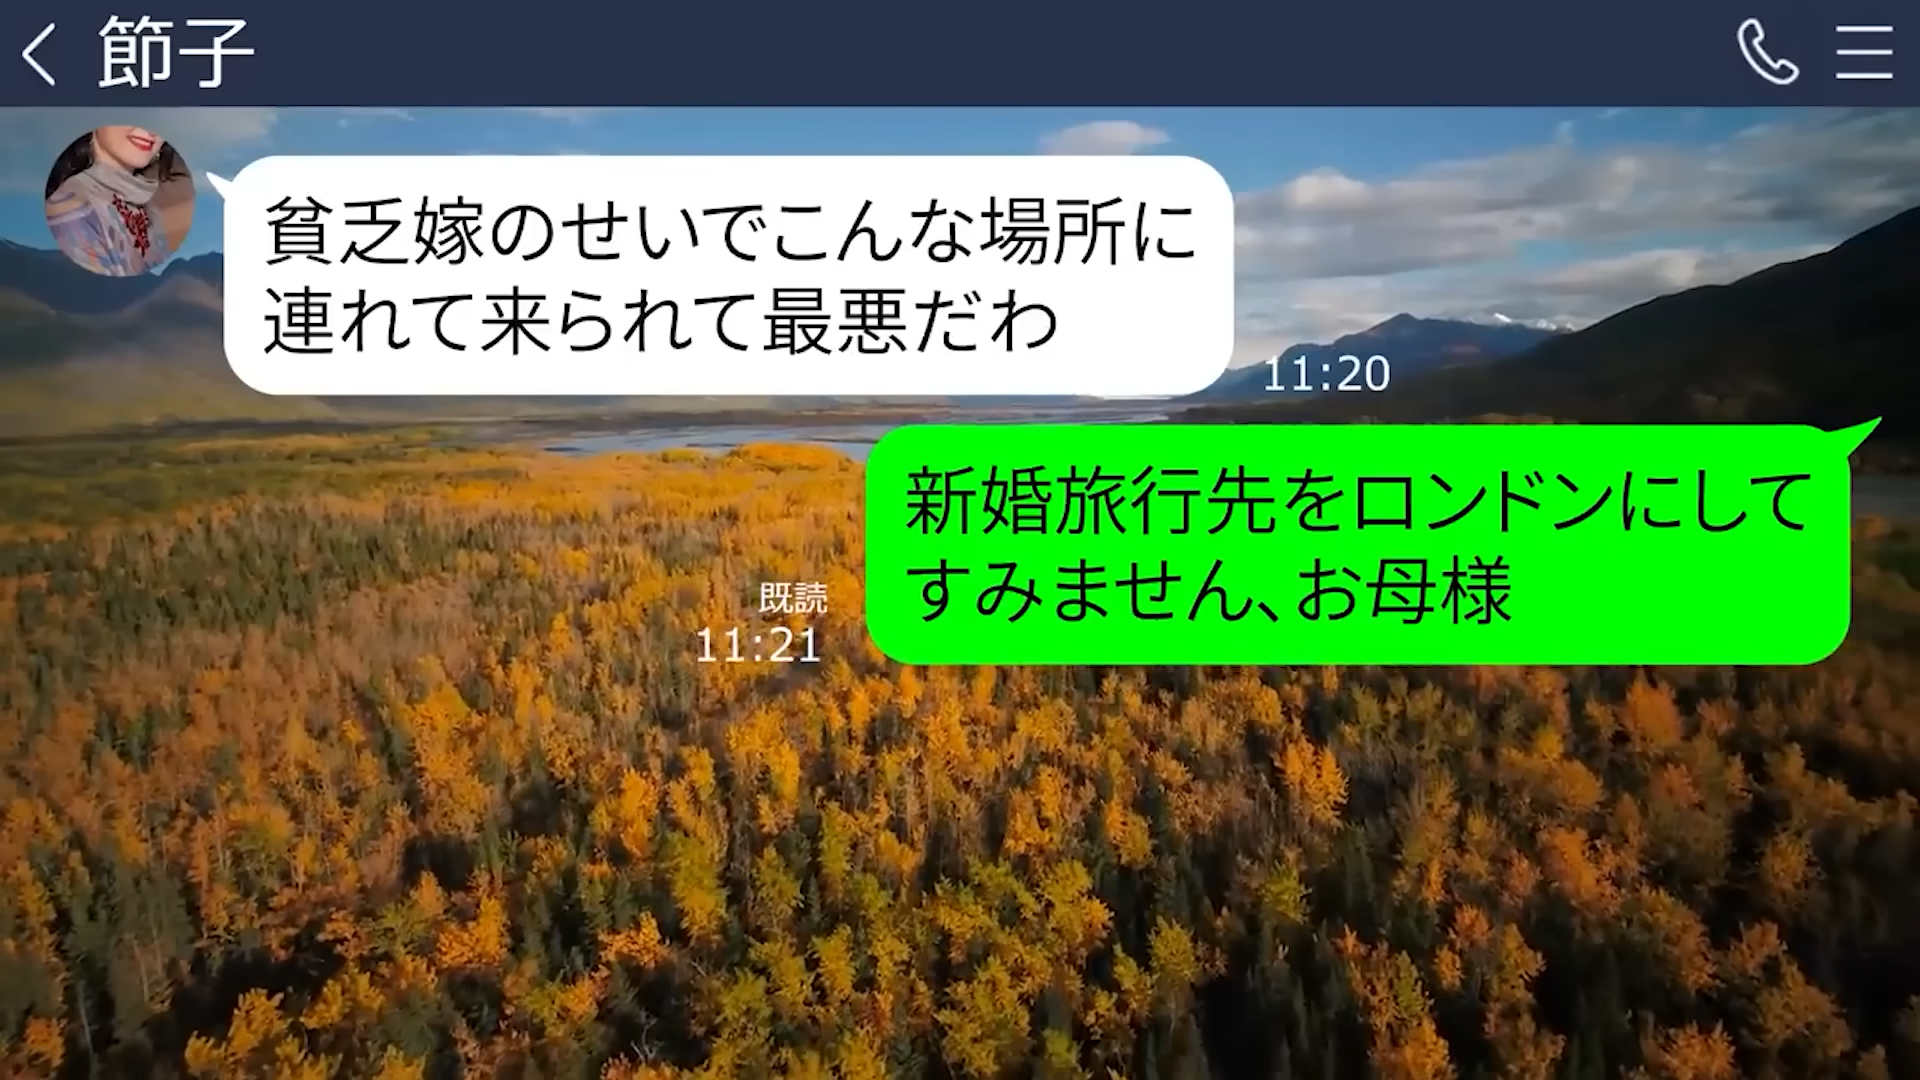 節子
貧乏嫁のせいでこんな場所に
連れて来られて最悪だわ
11:20
新婚旅行先をロンドンにして
すみません、お母様
既読
11:21